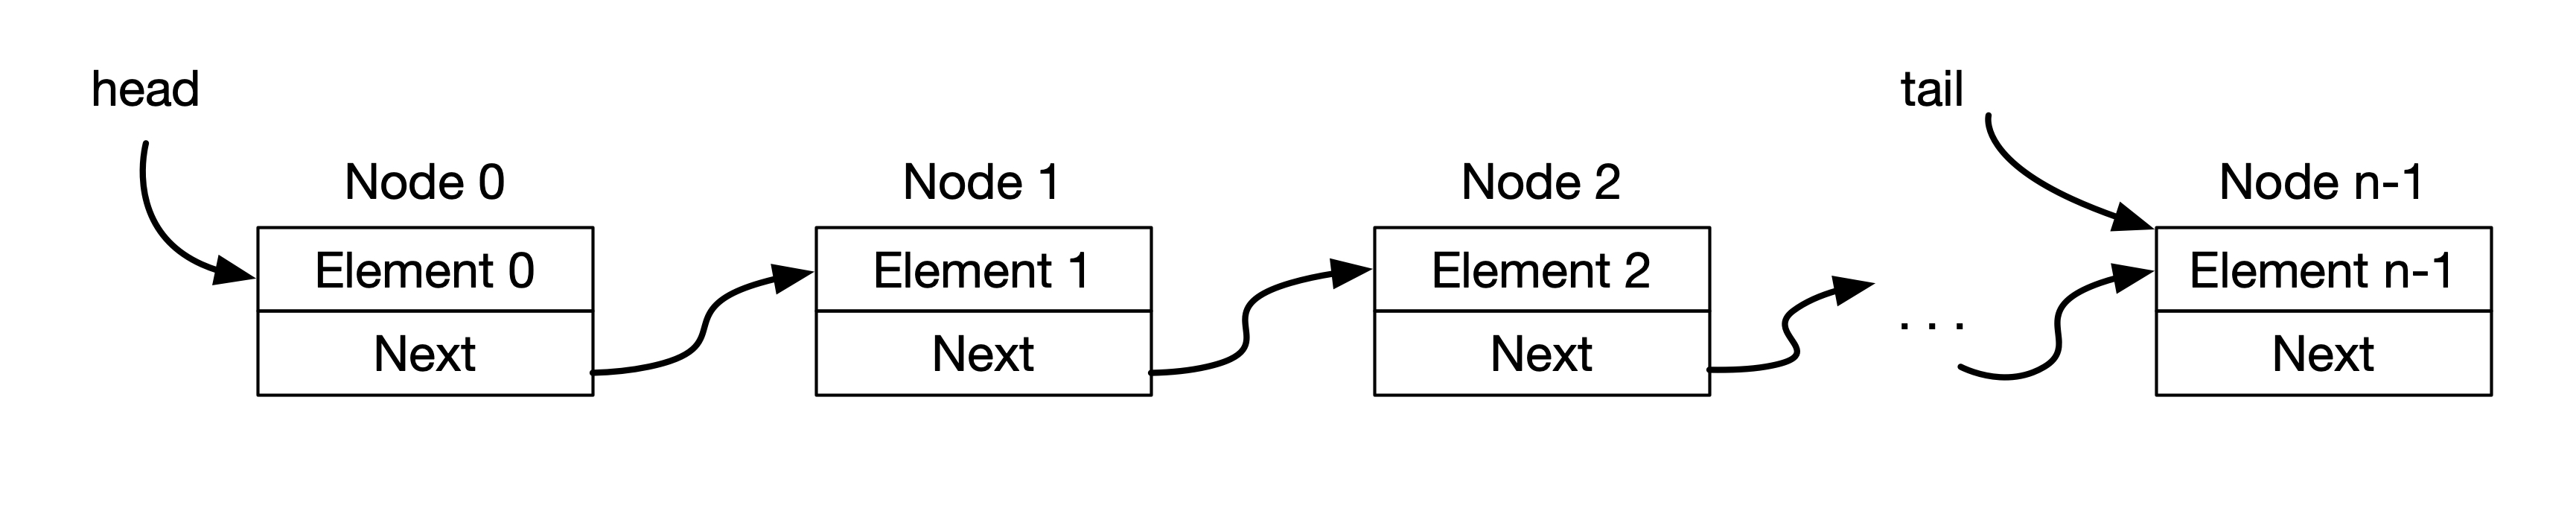 head
tail
Node 0
Node 1
Node 2
Node n-1
Element 0
Element 1
Element 2
Element n-1
. . .
Next
Next
Next
Next